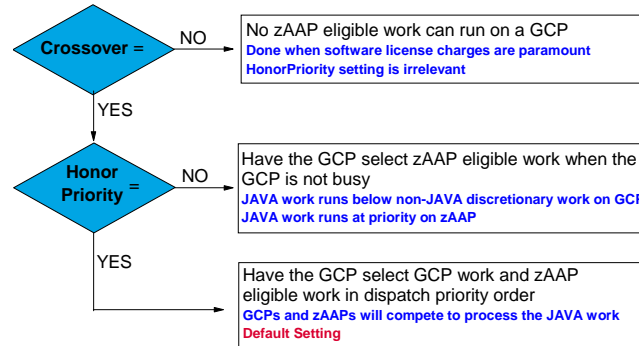 Crossover =
NO
No zAAP eligible work can run on a GCP
Done when software license charges are paramount
HonorPriority setting is irrelevant
YES
Honor
Priority =
NO
Have the GCP select zAAP eligible work when the
GCP is not busy
JAVA work runs below non-JAVA discretionary work on GCP
JAVA work runs at priority on zAAP
YES
Have the GCP select GCP work and zAAP
eligible work in dispatch priority order
GCPs and zAAPs will compete to process the JAVA work
Default Setting